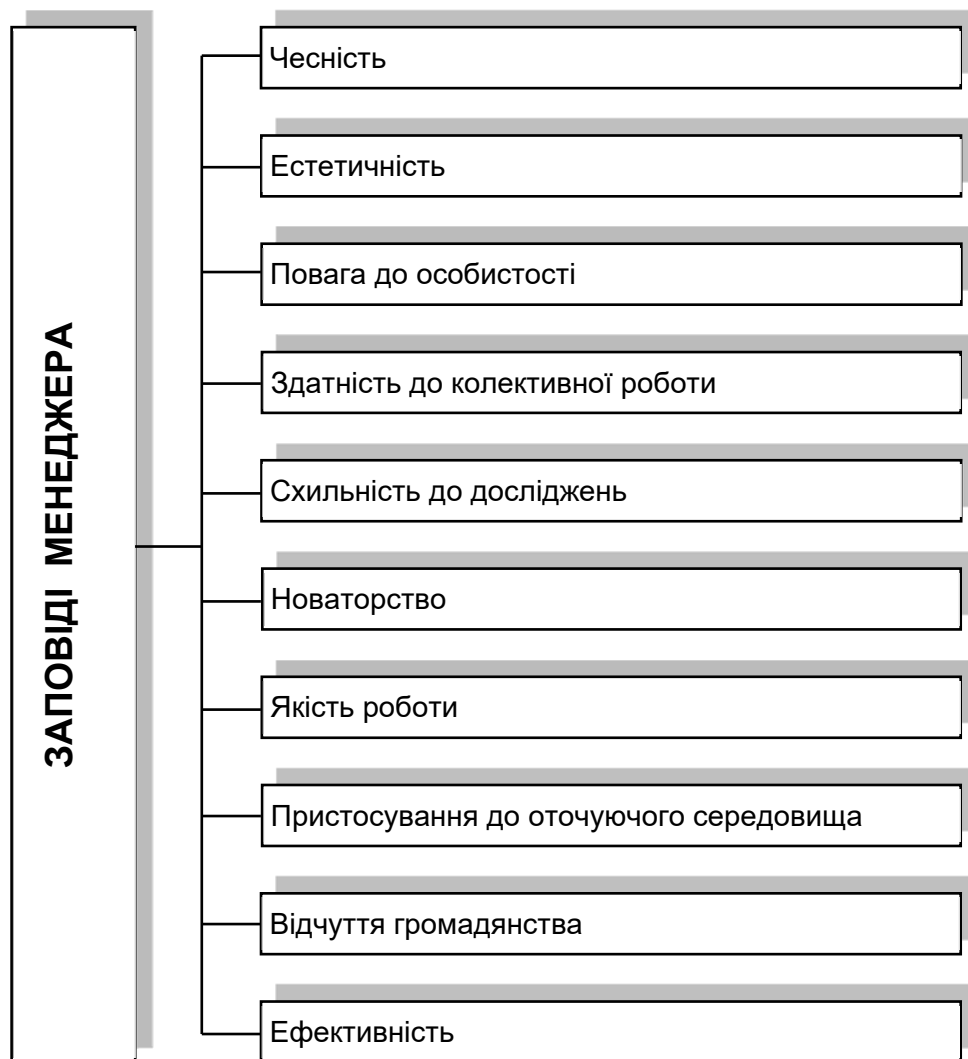 ЗАПОВІДІ МЕНЕДЖЕРА
Чесність
Естетичність
Повага до особистості
Здатність до колективної роботи
Схильність до досліджень
Новаторство
Якість роботи
Пристосування до оточуючого середовища
Відчуття громадянства
Ефективність